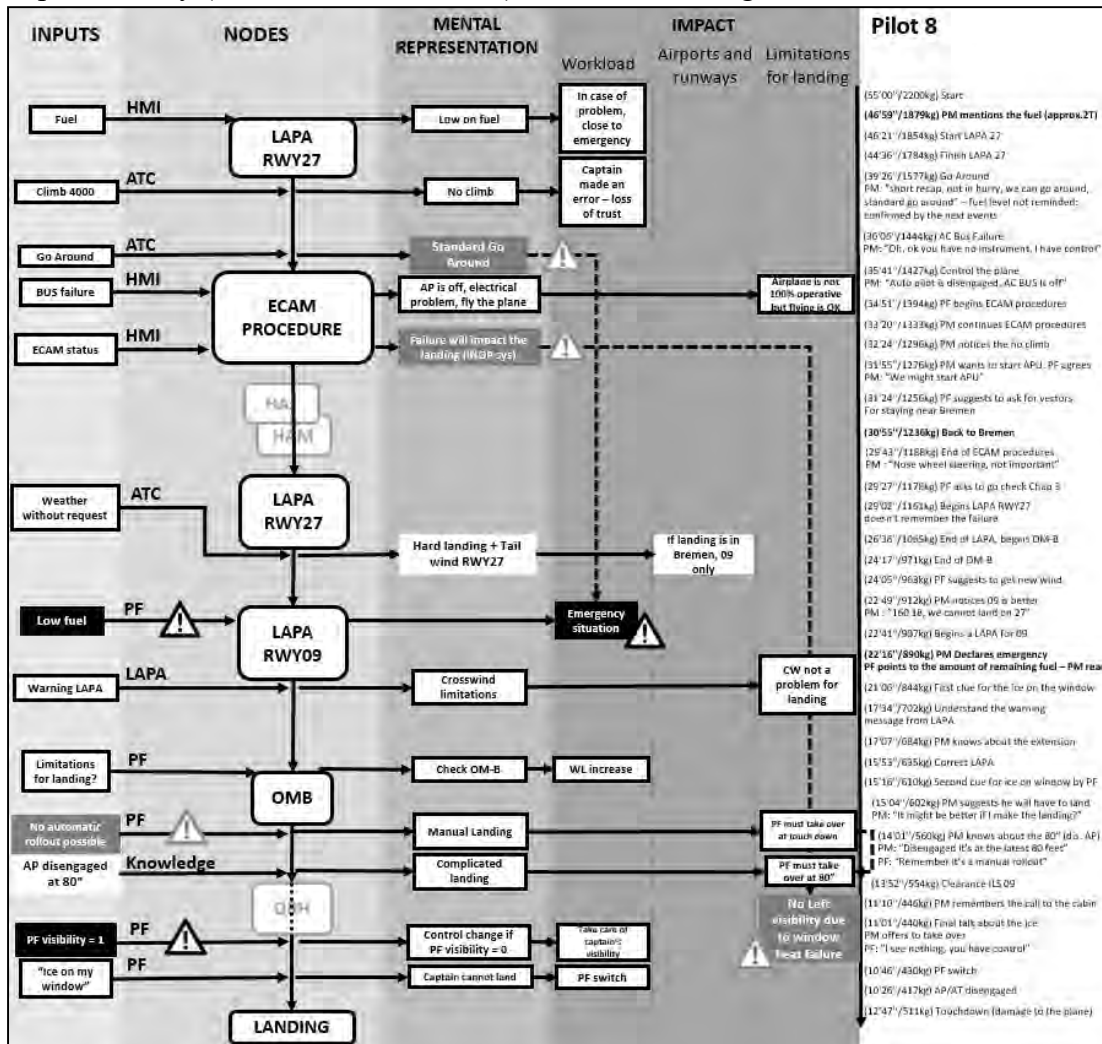 INPUTS
NODES
MENTAL
REPRESENTATION
IMPACT
Workload
Airports and
runways
Limitations
for landing
Pilot 8
Fuel
HMI
LAPA
RWY27
Low on fuel
In case of
problem,
close to
emergency
Climb 4000
ATC
No climb
Captain
made an
error – loss
of trust
Go Around
ATC
Standard Go
Around
BUS failure
HMI
ECAM
PROCEDURE
AP is off, electrical
problem, fly the plane
Airplane is not
100% operative
but flying is OK
ECAM status
HMI
Failure will impact the
landing (INOP sys)
HAJ
HAM
Weather
without request
ATC
LAPA
RWY27
Hard landing + Tail
wind RWY27
If landing is in
Bremen, 09
only
Low fuel
PF
LAPA
RWY09
Emergency
situation
Warning LAPA
LAPA
Crosswind
limitations
CW not a
problem for
landing
Limitations
for landing?
PF
OMB
Check OM-B
WL increase
No automatic
rollout possible
PF
Manual Landing
PF must take over
at touch down
AP disengaged
at 80"
Knowledge
Complicated
landing
PF must take
over at 80"
QRH
No Left
visibility due
to window
heat Failure
PF visibility = 1
PF
Control change if
PF visibility = 0
Take care of
captain's
visibility
"Ice on my
window"
PF
Captain cannot land
PF switch
LANDING
(55'00"/2200kg) Start
(46'59"/1879kg) PM mentions the fuel (approx.2T)
(46'21"/1854kg) Start LAPA 27
(44'36"/1784kg) Finish LAPA 27
(39'26"/1577kg) Go Around
PM: "short recap, not in hurry, we can go around,
standard go around" – fuel level not reminded:
confirmed by the next events
(36'06"/1444kg) AC Bus Failure
PM: "Oh, ok you have no instrument, I have control"
(35'41"/1427kg) Control the plane
PM: "Auto pilot is disengaged, AC BUS is off"
(34'51"/1394kg) PF begins ECAM procedures
(33'20"/1333kg) PM continues ECAM procedures
(32'24"/1296kg) PM notices the no climb
(31'55"/1276kg) PM wants to start APU, PF agrees
PM: "We might start APU"
(31'24"/1256kg) PF suggests to ask for vectors
For staying near Bremen
(30'55"/1236kg) Back to Bremen
(29'43"/1188kg) End of ECAM procedures
PM : "Nose wheel steering, not important"
(29'27"/1178kg) PF asks to go check Chap 3
(29'02"/1161kg) Begins LAPA RWY27
doesn't remember the failure
(26'38"/1065kg) End of LAPA, begins OM-B
(24'17"/971kg) End of OM-B
(24'05"/963kg) PF suggests to get new wind
(22'49"/912kg) PM notices 09 is better
PM : "160 18, we cannot land on 27"
(22'41"/907kg) Begins a LAPA for 09
(22'16"/890kg) PM Declares emergency
PF points to the amount of remaining fuel – PM reac
(21'06"/844kg) First clue for the ice on the window
(17'34"/702kg) Understand the warning
message from LAPA
(17'07"/684kg) PM knows about the extension
(15'53"/635kg) Correct LAPA
(15'16"/610kg) Second cue for ice on window by PF
(15'04"/602kg) PM suggests he will have to land
PM: "It might be better if I make the landing?"
(14'01"/560kg) PM knows about the 80" (d.o. AP)
PM: "Disengaged it's at the latest 80 feet"
PF: "Remember it's a manual rollout"
(13'52"/554kg) Clearance ILS 09
(11'10"/446kg) PM remembers the call to the cabin
(11'01"/440kg) Final talk about the ice
PM offers to take over
PF: "I see nothing, you have control"
(10'46"/430kg) PF switch
(10'26"/417kg) AP/AT disengaged
(12'47"/511kg) Touchdown (damage to the plane)